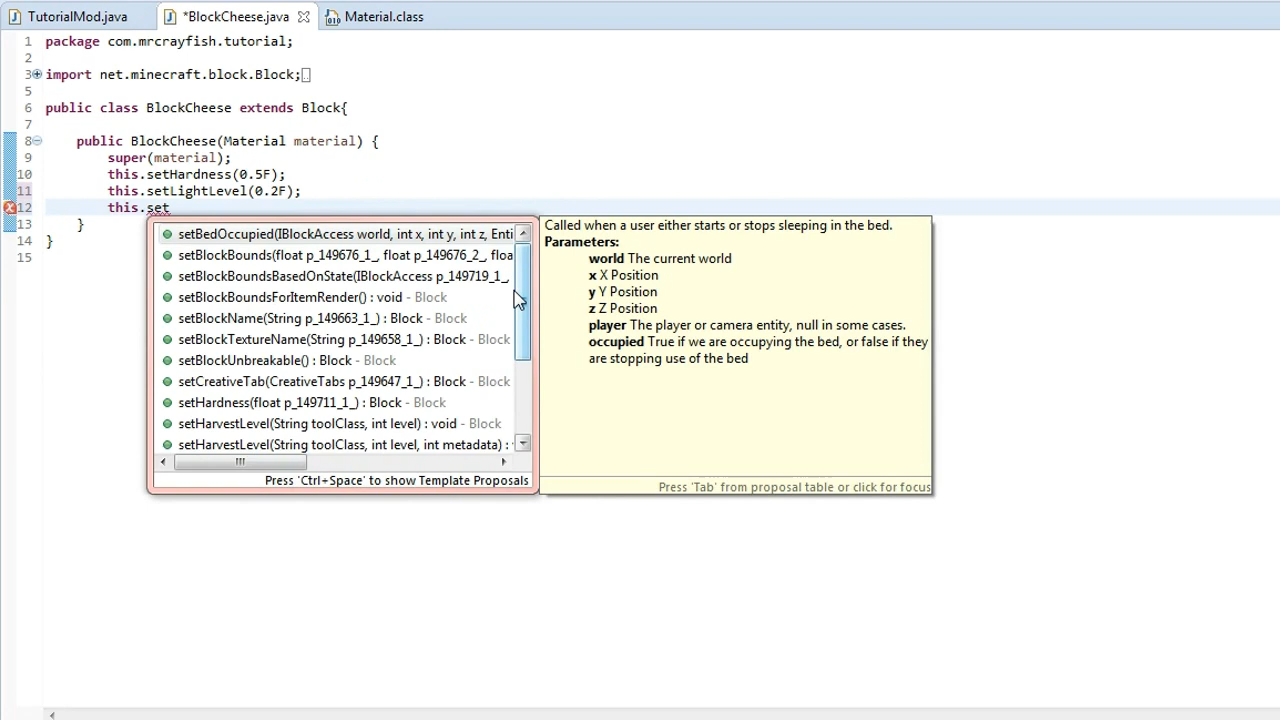 TutorialMod.java
*BlockCheese.java
Material.class
1 package com.mrcrayfish.tutorial;
2
3 import net.minecraft.block.Block;
5
6 public class BlockCheese extends Block{
7
8 public BlockCheese(Material material) {
9 super(material);
10 this.setHardness(0.5F);
11 this.setLightLevel(0.2F);
12 this.set
13 }
14 }
15
setBedOccupied(IBlockAccess world, int x, int y, int z, Enti
setBlockBounds(float p_149676_1_, float p_149676_2_, floa
setBlockBoundsBasedOnState(IBlockAccess p_149719_1_,
setBlockBoundsForItemRender() : void - Block
setBlockName(String p_149663_1_) : Block - Block
setBlockTextureName(String p_149658_1_) : Block - Block
setBlockUnbreakable() : Block - Block
setCreativeTab(CreativeTabs p_149647_1_) : Block - Block
setHardness(float p_149711_1_) : Block - Block
setHarvestLevel(String toolClass, int level) : void - Block
setHarvestLevel(String toolClass, int level, int metadata) :
Press 'Ctrl+Space' to show Template Proposals
Called when a user either starts or stops sleeping in the bed.
Parameters:
world The current world
x X Position
y Y Position
z Z Position
player The player or camera entity, null in some cases.
occupied True if we are occupying the bed, or false if they
are stopping use of the bed
Press 'Tab' from proposal table or click for focus